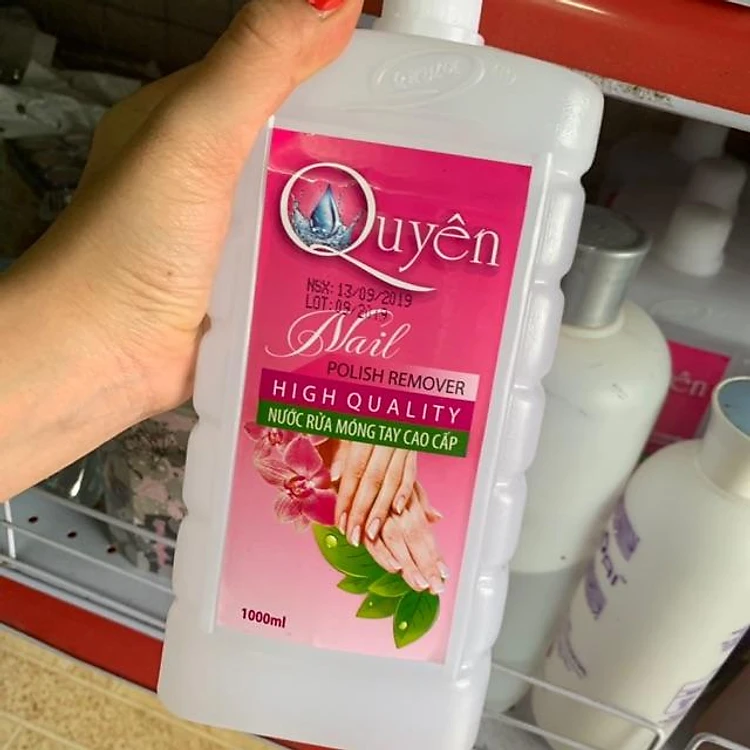 Quyên
NSX: 13/09/2019
LOT: 09/2019
Nail
POLISH REMOVER
HIGH QUALITY
NƯỚC RỬA MÓNG TAY CAO CẤP
1000ml
yên